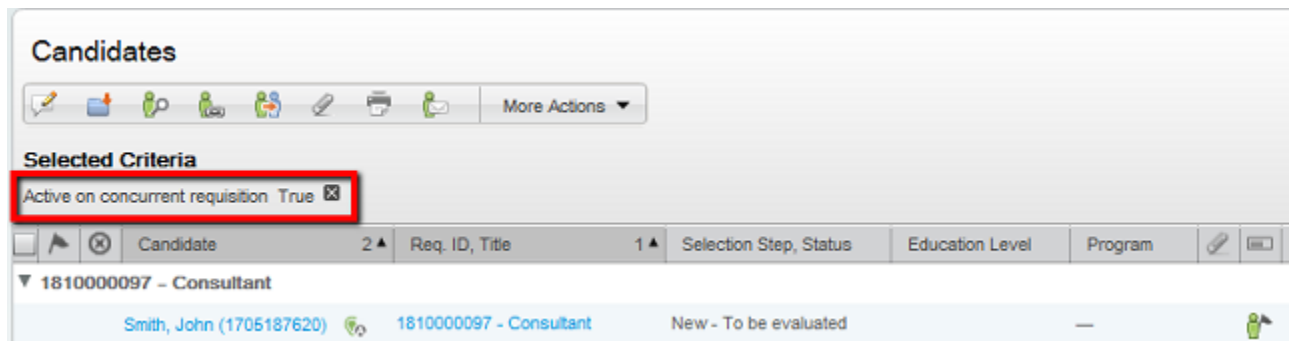 Candidates
More Actions
Selected Criteria
Active on concurrent requisition True
Candidate 2 Req. ID, Title 1 Selection Step, Status Education Level Program
1810000097 - Consultant
Smith, John (1705187620) 1810000097 - Consultant New - To be evaluated —